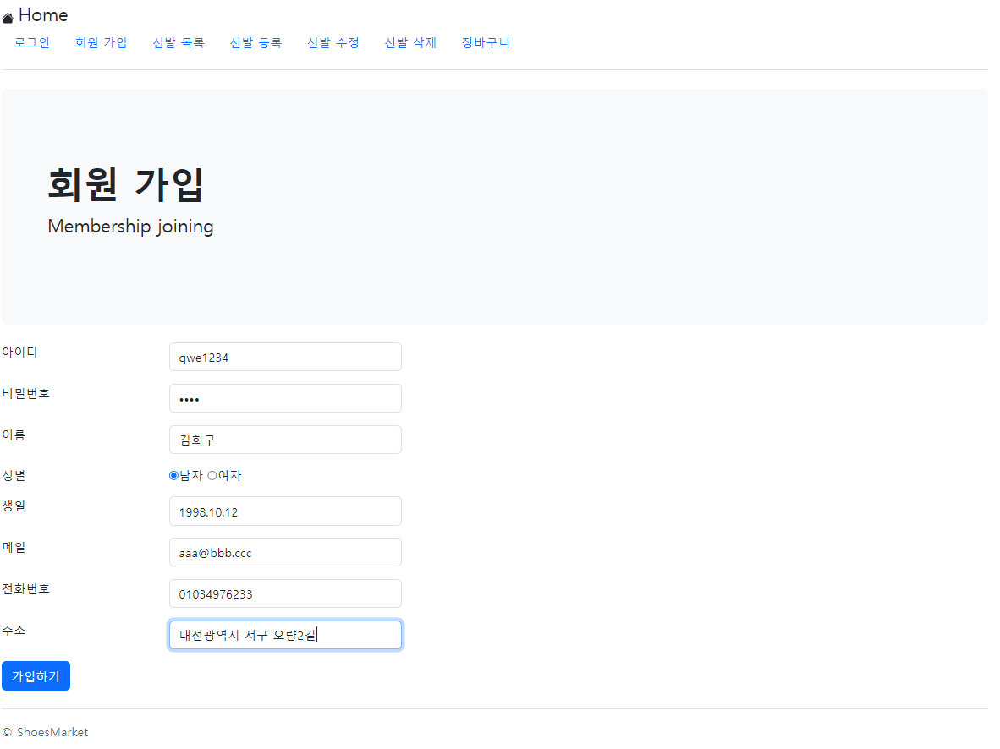 Home
로그인 회원 가입 신발 목록 신발 등록 신발 수정 신발 삭제 장바구니
회원 가입
Membership joining
아이디 qwe1234
비밀번호 ••••
이름 김희구
성별 남자 여자
생일 1998.10.12
메일 aaa@bbb.ccc
전화번호 01034976233
주소 대전광역시 서구 오량2길
가입하기
© ShoesMarket